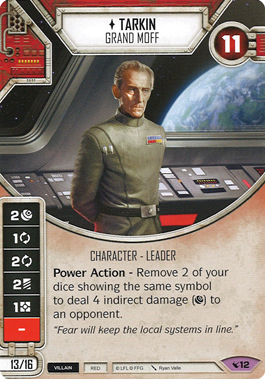 TARKIN
GRAND MOFF
11
2
1
2
2
1
–
CHARACTER - LEADER
Power Action - Remove 2 of your
dice showing the same symbol
to deal 4 indirect damage ( ) to
an opponent.
“Fear will keep the local systems in line.”
13/16
VILLAIN
RED
© LFL © FFG
Ryan Valle
12